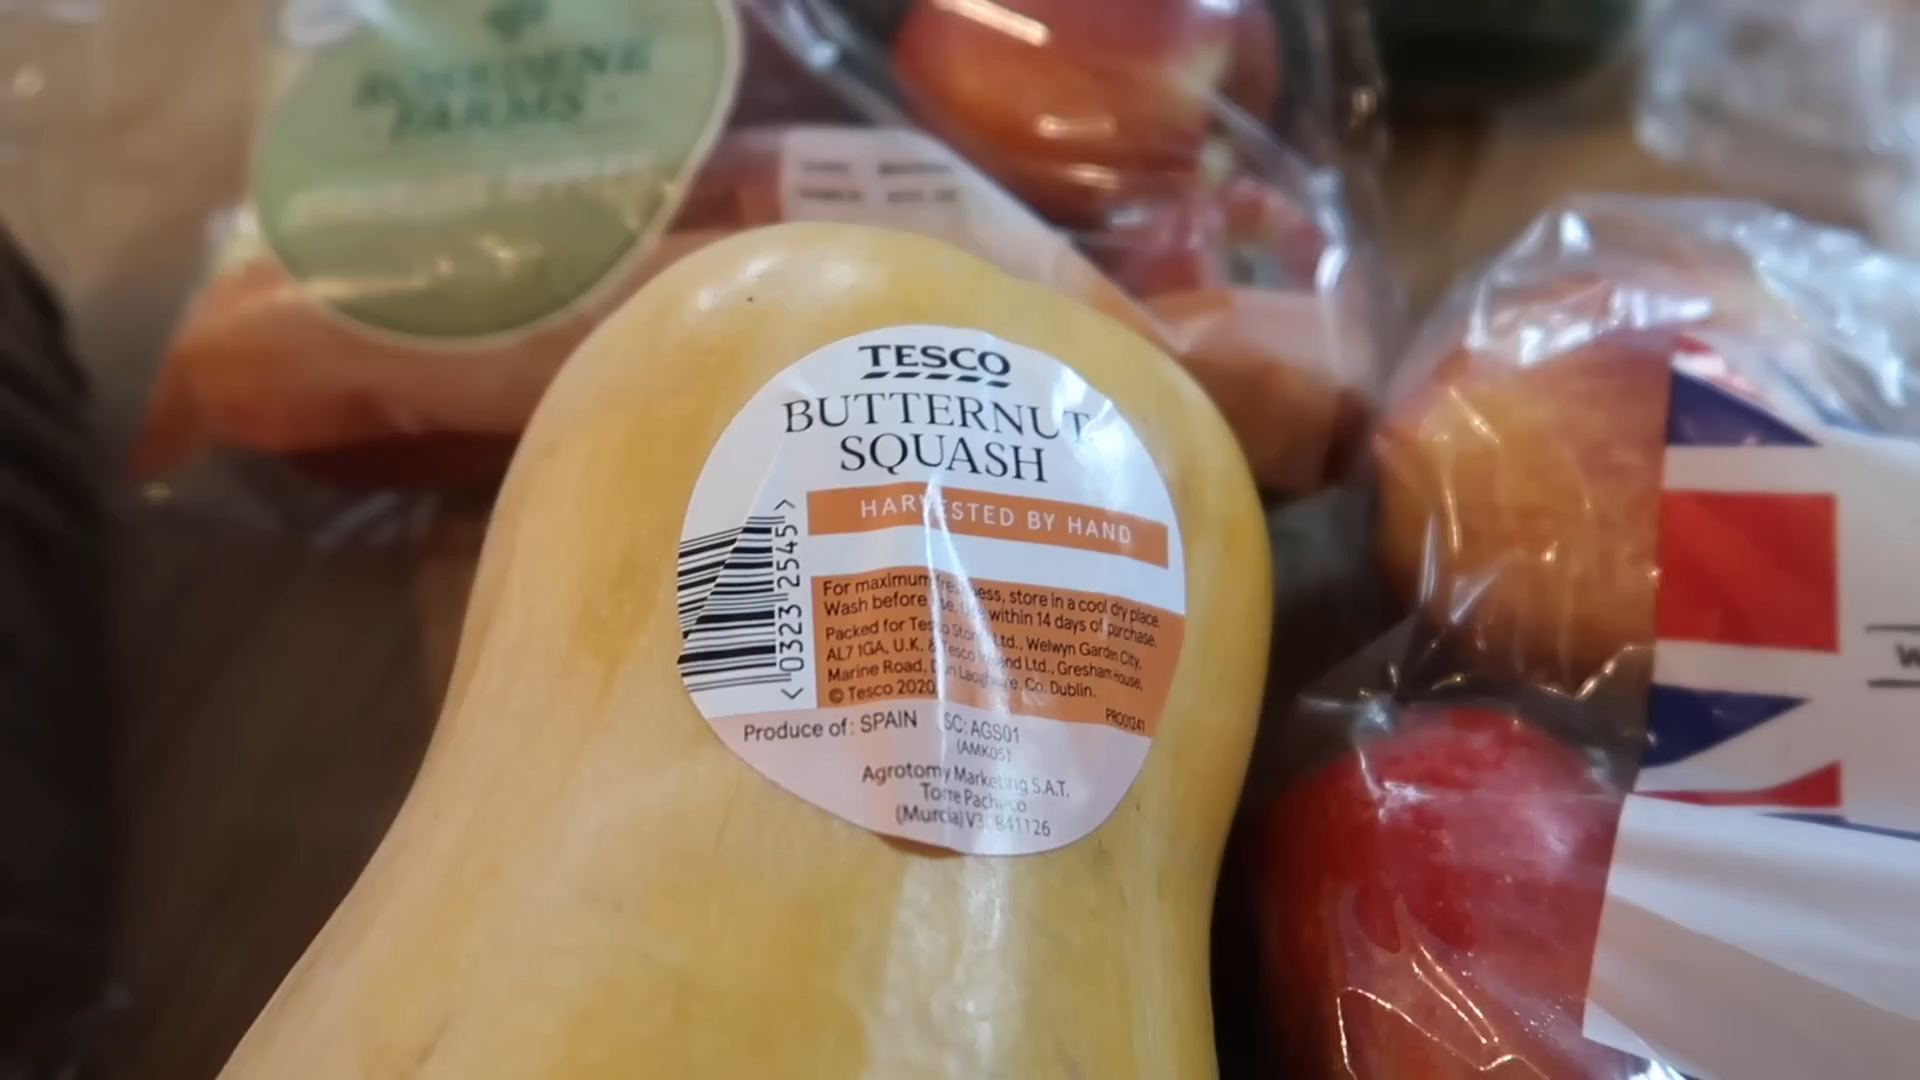 FARMS
TESCO
BUTTERNUT
SQUASH
HARVESTED BY HAND
0323 2545
For maximum freshness, store in a cool dry place.
Wash before use. Use within 14 days of purchase.
Packed for Tesco Stores Ltd., Welwyn Garden City,
AL7 1GA, U.K. & Tesco Ireland Ltd., Gresham House,
Marine Road, Dun Laoghaire, Co. Dublin.
© Tesco 2020
PR001241
Produce of: SPAIN SC: AGS01
(AMK05)
Agrotomy Marketing S.A.T.
Torre Pacheco
(Murcia) 841126
W